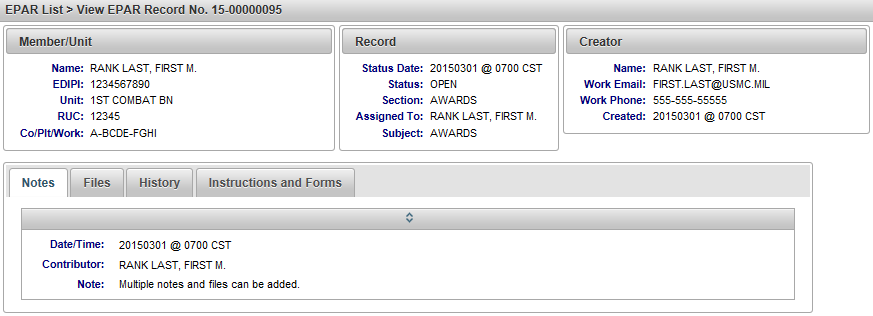 EPAR List > View EPAR Record No. 15-00000095
Member/Unit
Name: RANK LAST, FIRST M.
EDIPI: 1234567890
Unit: 1ST COMBAT BN
RUC: 12345
Co/Plt/Work: A-BCDE-FGHI
Record
Status Date: 20150301 @ 0700 CST
Status: OPEN
Section: AWARDS
Assigned To: RANK LAST, FIRST M.
Subject: AWARDS
Creator
Name: RANK LAST, FIRST M.
Work Email: FIRST.LAST@USMC.MIL
Work Phone: 555-555-55555
Created: 20150301 @ 0700 CST
Notes Files History Instructions and Forms
Date/Time: 20150301 @ 0700 CST
Contributor: RANK LAST, FIRST M.
Note: Multiple notes and files can be added.